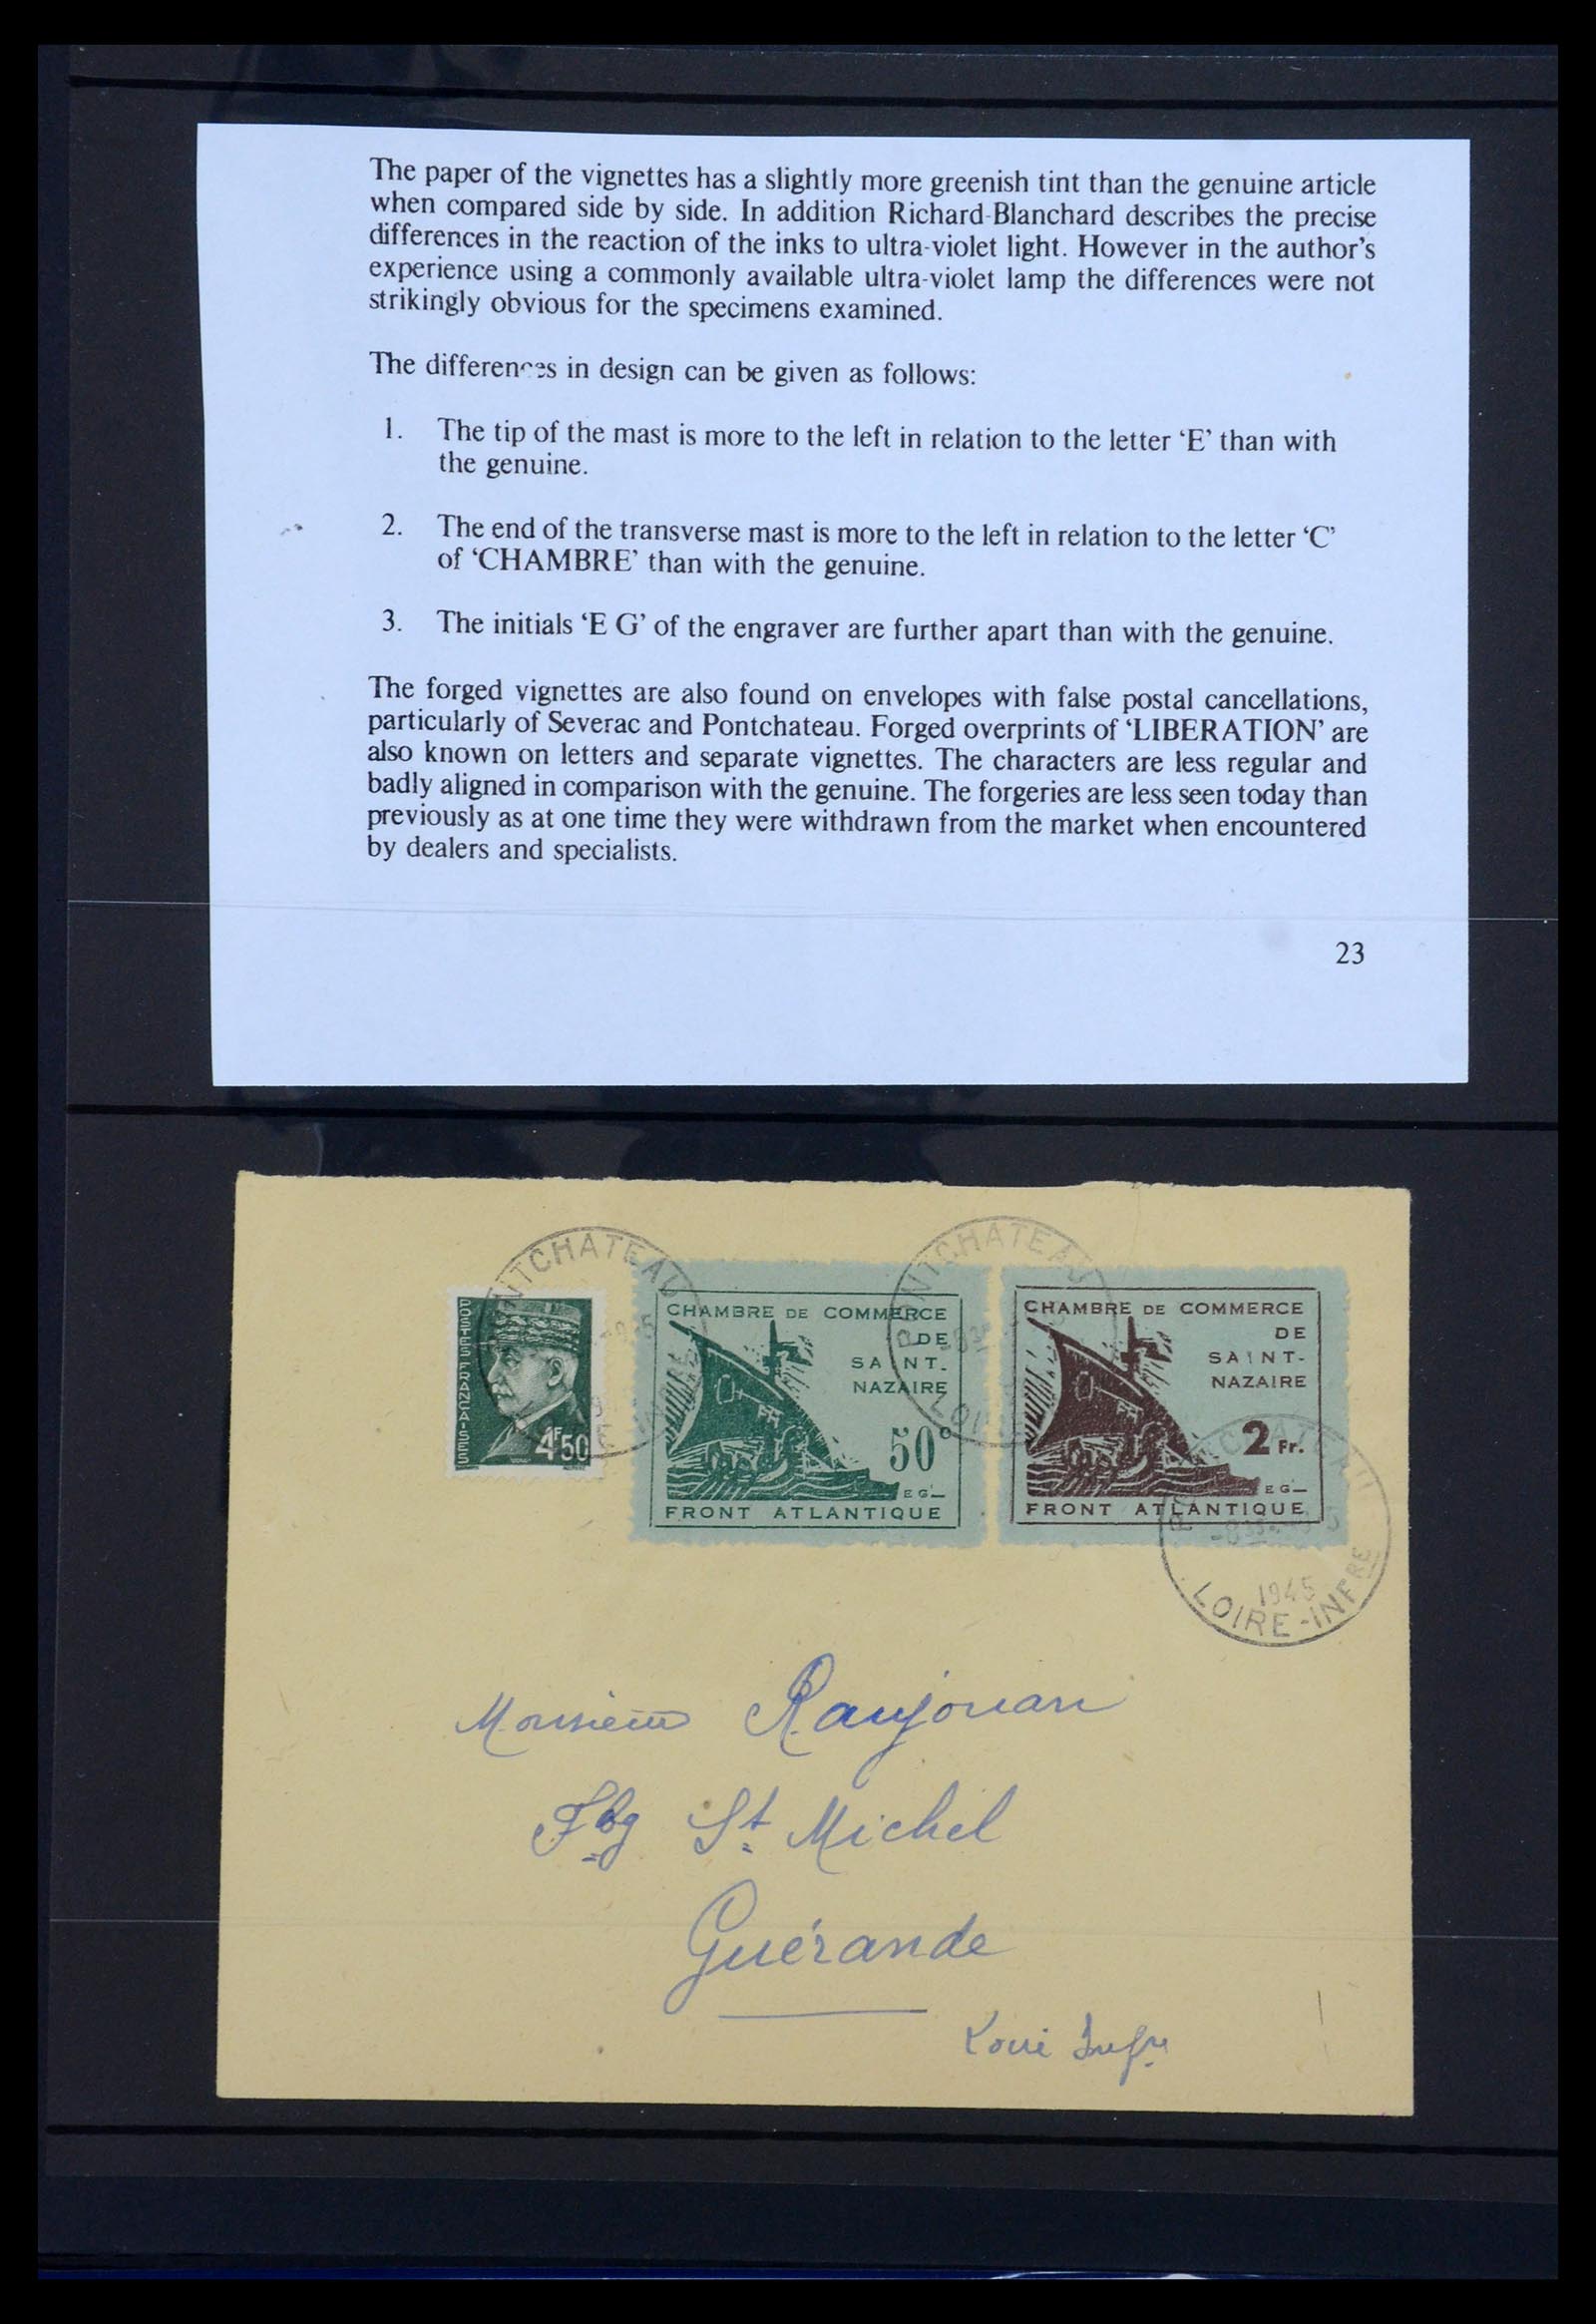 The paper of the vignettes has a slightly more greenish tint than the genuine article
when compared side by side. In addition Richard-Blanchard describes the precise
differences in the reaction of the inks to ultra-violet light. However in the author's
experience using a commonly available ultra-violet lamp the differences were not
strikingly obvious for the specimens examined.
The differences in design can be given as follows:
1. The tip of the mast is more to the left in relation to the letter ‘E’ than with
the genuine.
2. The end of the transverse mast is more to the left in relation to the letter ‘C’
of ‘CHAMBRE’ than with the genuine.
3. The initials ‘E G’ of the engraver are further apart than with the genuine.
The forged vignettes are also found on envelopes with false postal cancellations,
particularly of Severac and Pontchateau. Forged overprints of ‘LIBERATION’ are
also known on letters and separate vignettes. The characters are less regular and
badly aligned in comparison with the genuine. The forgeries are less seen today than
previously as at one time they were withdrawn from the market when encountered
by dealers and specialists.
23
POSTES FRANÇAISES
4F50
NTCHATEAU
CHAMBRE DE COMMERCE
DE
SAINT-
NAZAIRE
50c
EG
FRONT ATLANTIQUE
PONTCHATEAU
LOI
CHAMBRE DE COMMERCE
DE
SAINT-
NAZAIRE
2 Fr.
EG
FRONT ATLANTIQUE
CHATEAU
1945
LOIRE-INFRE
Monsieur Raujouan
Fbg St Michel
Guérande
Loire Infre